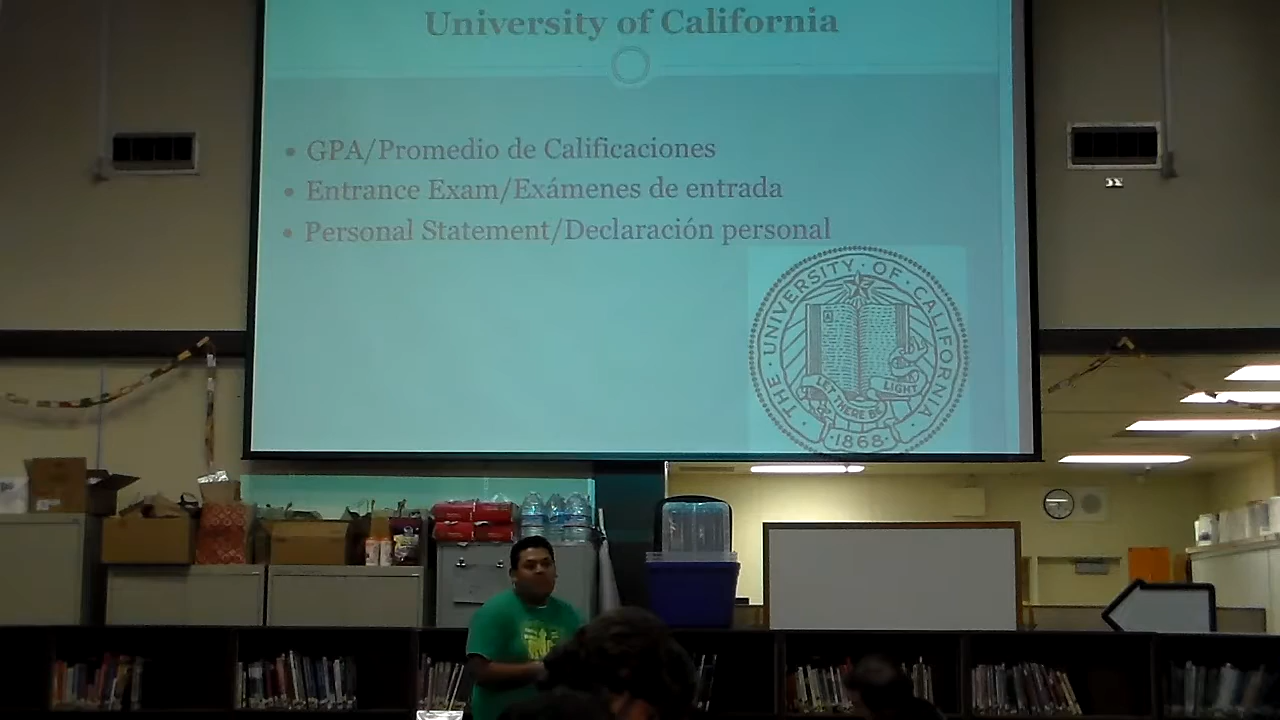 University of California
• GPA/Promedio de Calificaciones
• Entrance Exam/Exámenes de entrada
• Personal Statement/Declaración personal
THE · UNIVERSITY · OF · CALIFORNIA ·
LET THERE BE LIGHT
· 1868 ·